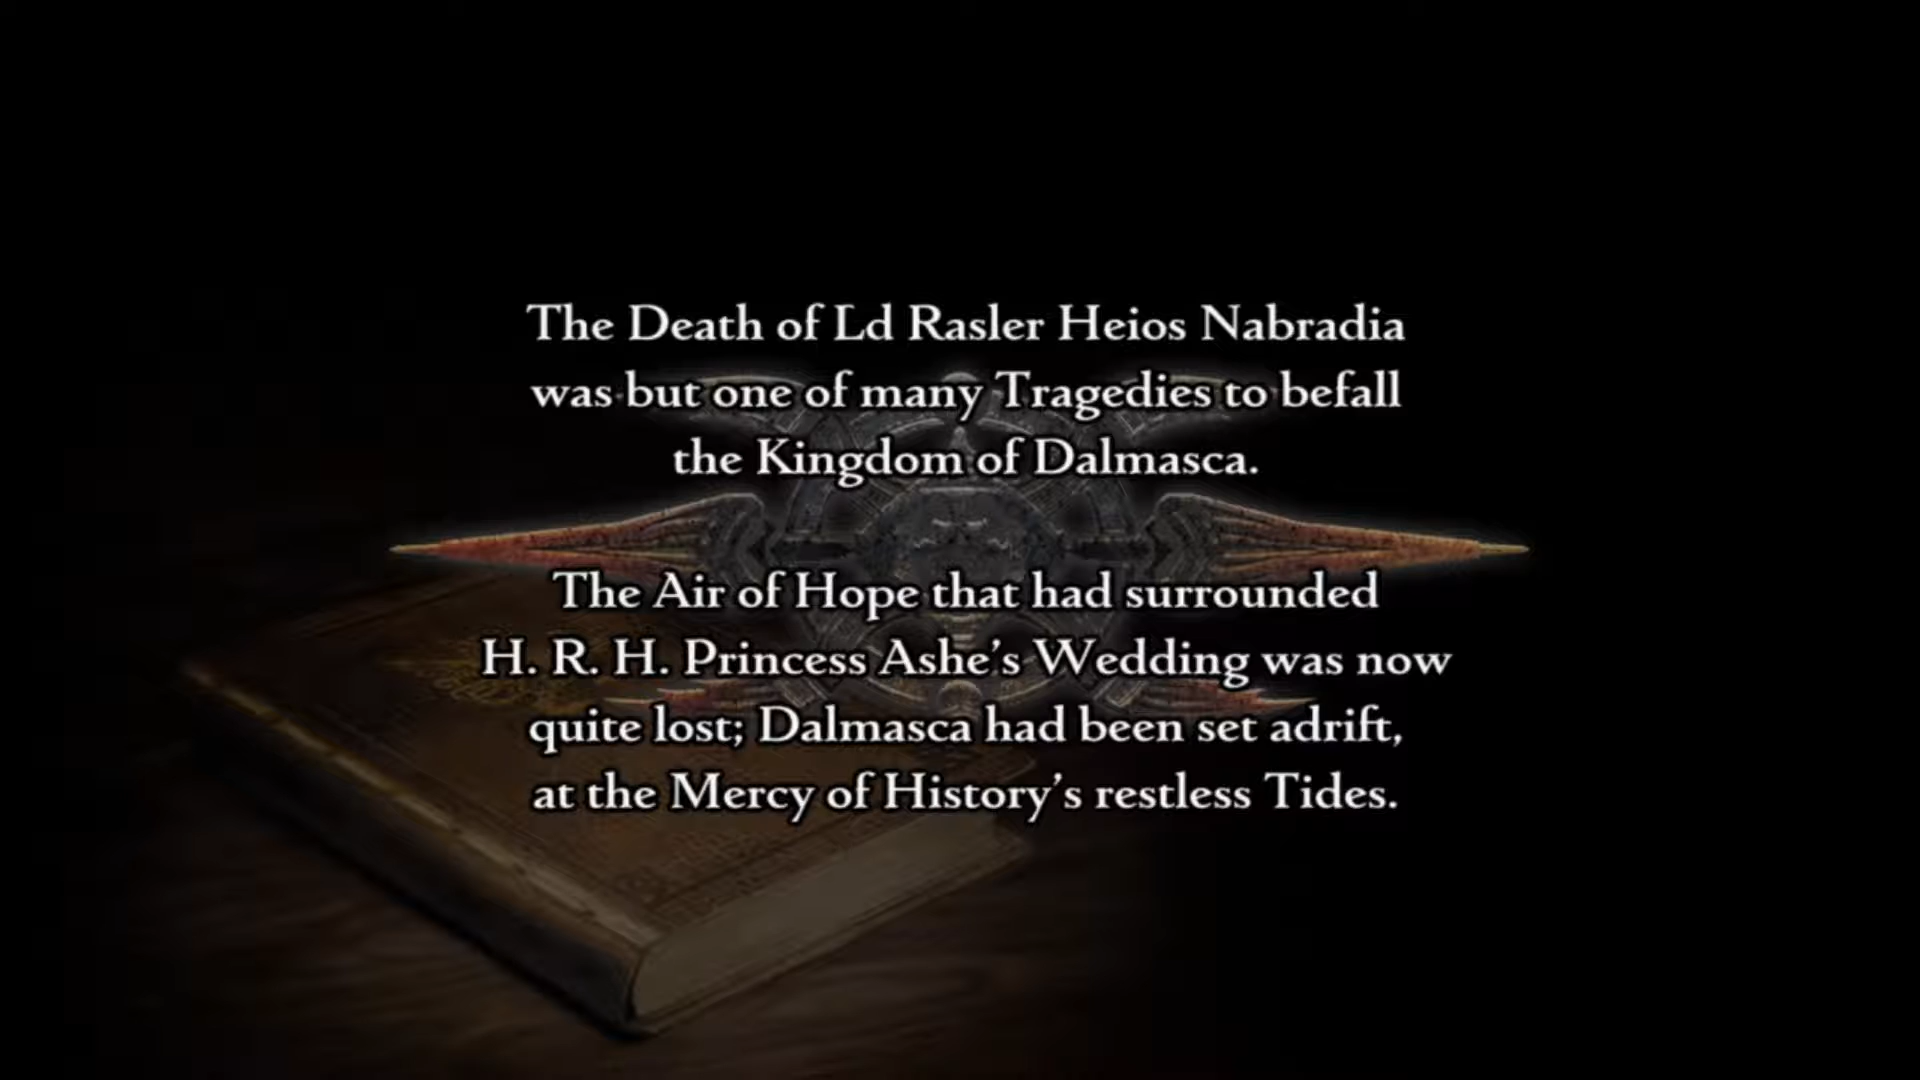 The Death of Ld Rasler Heios Nabradia
was but one of many Tragedies to befall
the Kingdom of Dalmasca.
The Air of Hope that had surrounded
H. R. H. Princess Ashe's Wedding was now
quite lost; Dalmasca had been set adrift,
at the Mercy of History's restless Tides.